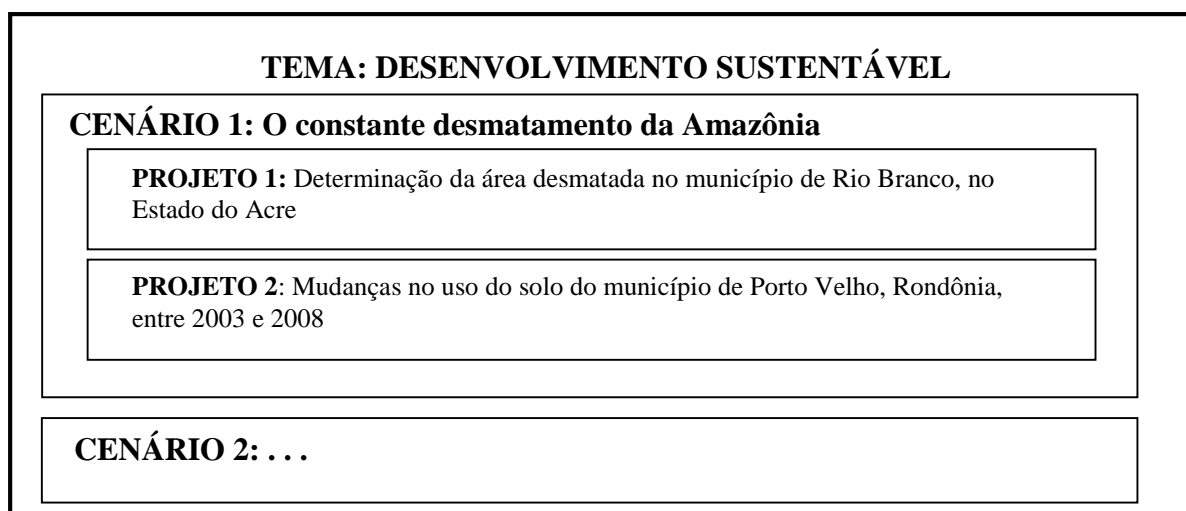 TEMA: DESENVOLVIMENTO SUSTENTÁVEL
CENÁRIO 1: O constante desmatamento da Amazônia
PROJETO 1: Determinação da área desmatada no município de Rio Branco, no
Estado do Acre
PROJETO 2: Mudanças no uso do solo do município de Porto Velho, Rondônia,
entre 2003 e 2008
CENÁRIO 2: . . .